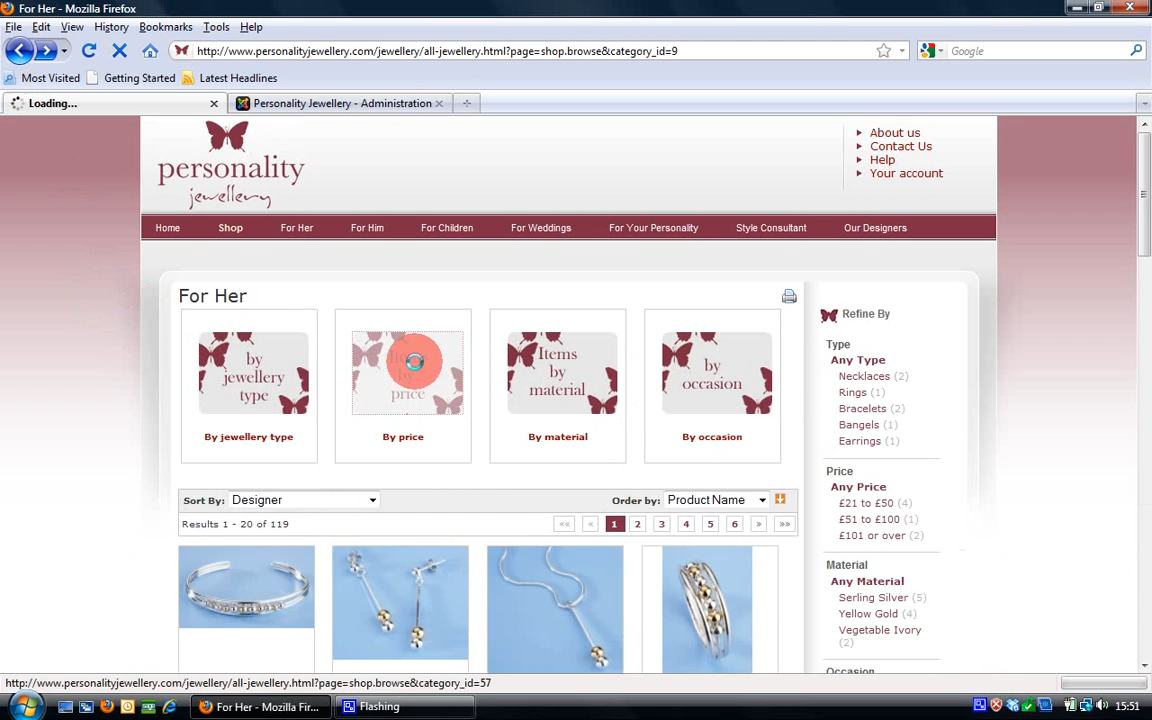 For Her - Mozilla Firefox
File Edit View History Bookmarks Tools Help
http://www.personalityjewellery.com/jewellery/all-jewellery.html?page=shop.browse&category_id=9
Google
Most Visited Getting Started Latest Headlines
Loading... Personality Jewellery - Administration
personality
jewellery
About us
Contact Us
Help
Your account
Home Shop For Her For Him For Children For Weddings For Your Personality Style Consultant Our Designers
For Her
by
jewellery
type
Items
by
price
Items
by
material
by
occasion
By jewellery type By price By material By occasion
Sort By: Designer Order by: Product Name
Results 1 - 20 of 119 << < 1 2 3 4 5 6 > >>
Refine By
Type
Any Type
Necklaces (2)
Rings (1)
Bracelets (2)
Bangels (1)
Earrings (1)
Price
Any Price
£21 to £50 (4)
£51 to £100 (1)
£101 or over (2)
Material
Any Material
Serling Silver (5)
Yellow Gold (4)
Vegetable Ivory
(2)
Occasion
http://www.personalityjewellery.com/jewellery/all-jewellery.html?page=shop.browse&category_id=57
For Her - Mozilla Fir... Flashing 15:51